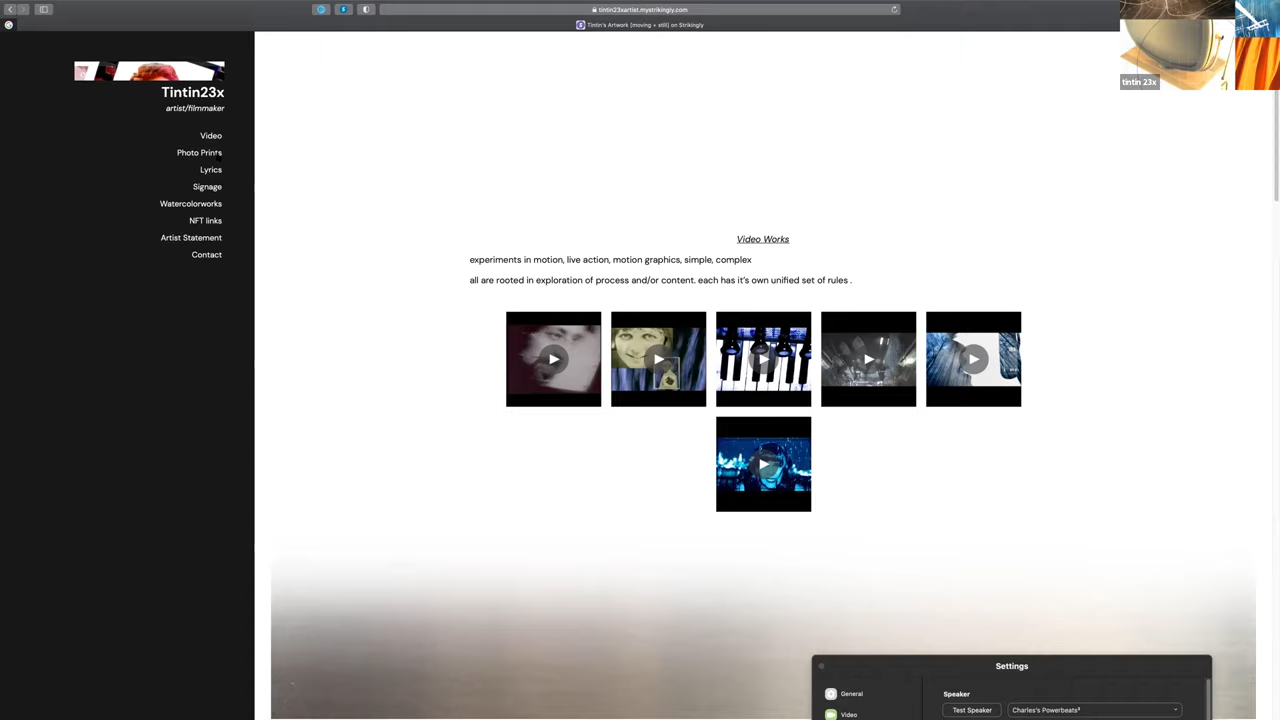 tintin23xartist.mystrikingly.com
Tintin's Artwork [moving + still] on Strikingly
tintin 23x
Tintin23x
artist/filmmaker
Video
Photo Prints
Lyrics
Signage
Watercolorworks
NFT links
Artist Statement
Contact
Video Works
experiments in motion, live action, motion graphics, simple, complex
all are rooted in exploration of process and/or content. each has it's own unified set of rules .
Settings
General
Speaker
Video
Test Speaker
Charles's Powerbeats³